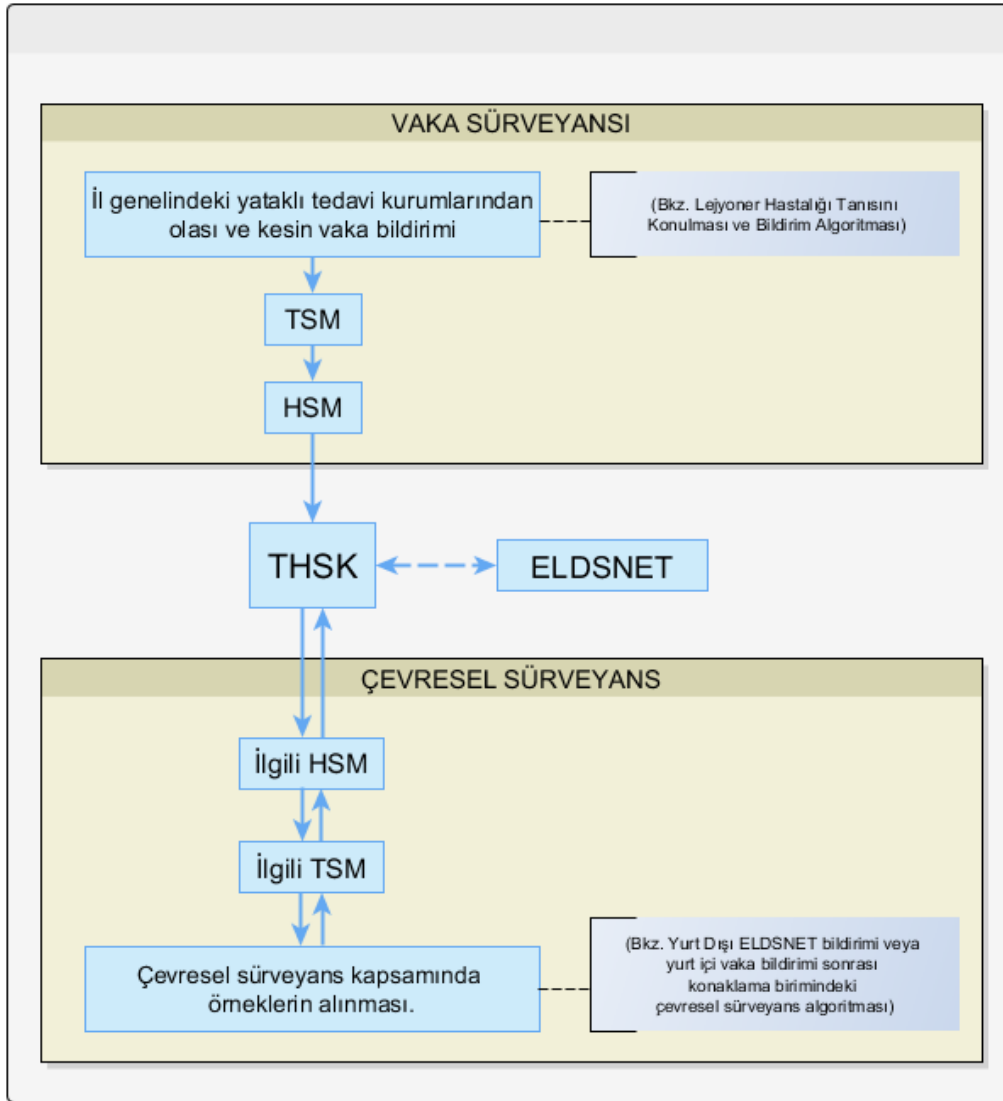 VAKA SÜRVEYANSI
İl genelindeki yataklı tedavi kurumlarından
olası ve kesin vaka bildirimi
(Bkz. Lejyoner Hastalığı Tanısını
Konulması ve Bildirim Algoritması)
TSM
HSM
THSK
ELDSNET
ÇEVRESEL SÜRVEYANS
İlgili HSM
İlgili TSM
Çevresel sürveyans kapsamında
örneklerin alınması.
(Bkz. Yurt Dışı ELDSNET bildirimi veya
yurt içi vaka bildirimi sonrası
konaklama birimindeki
çevresel sürveyans algoritması)